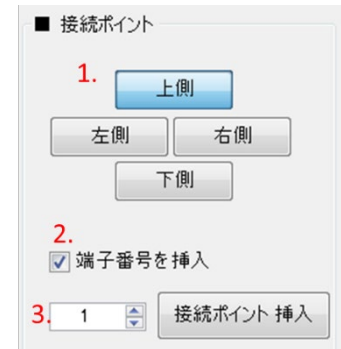 ■ 接続ポイント
1.
上側
左側 右側
下側
2.
端子番号を挿入
3. 1 接続ポイント 挿入